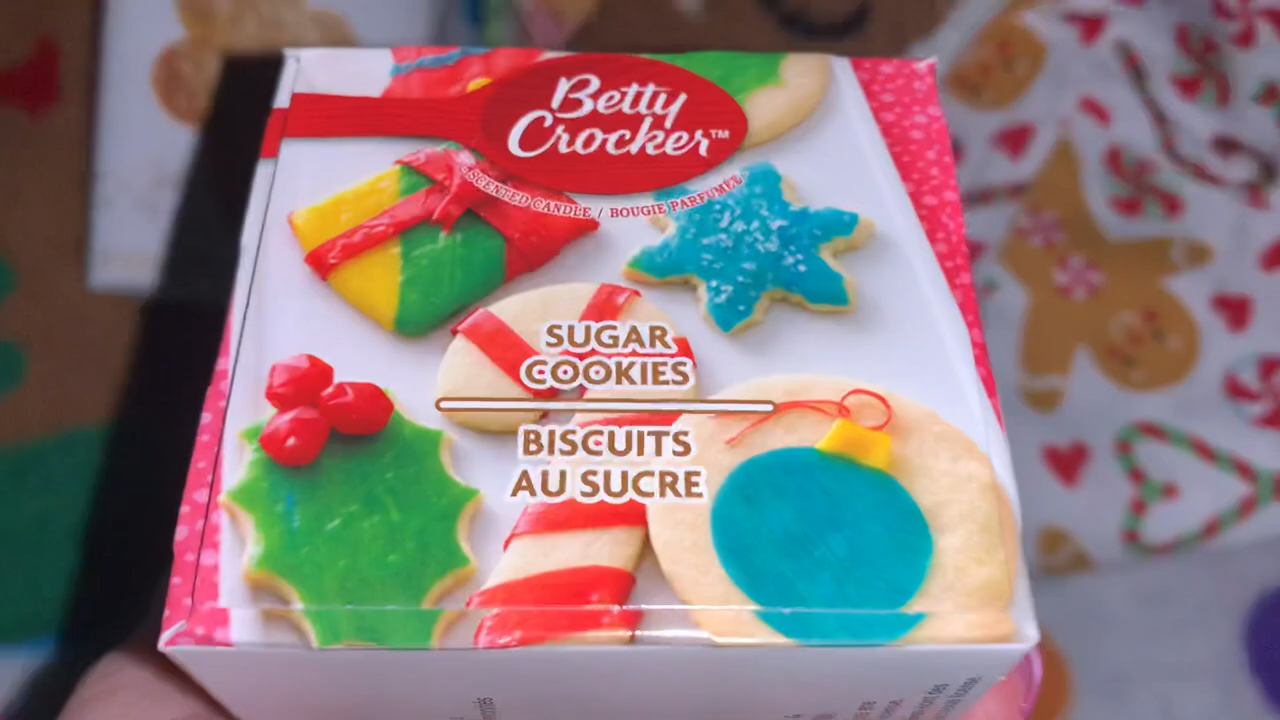 Betty
Crocker™
SCENTED CANDLE / BOUGIE PARFUMÉE
SUGAR
COOKIES
BISCUITS
AU SUCRE